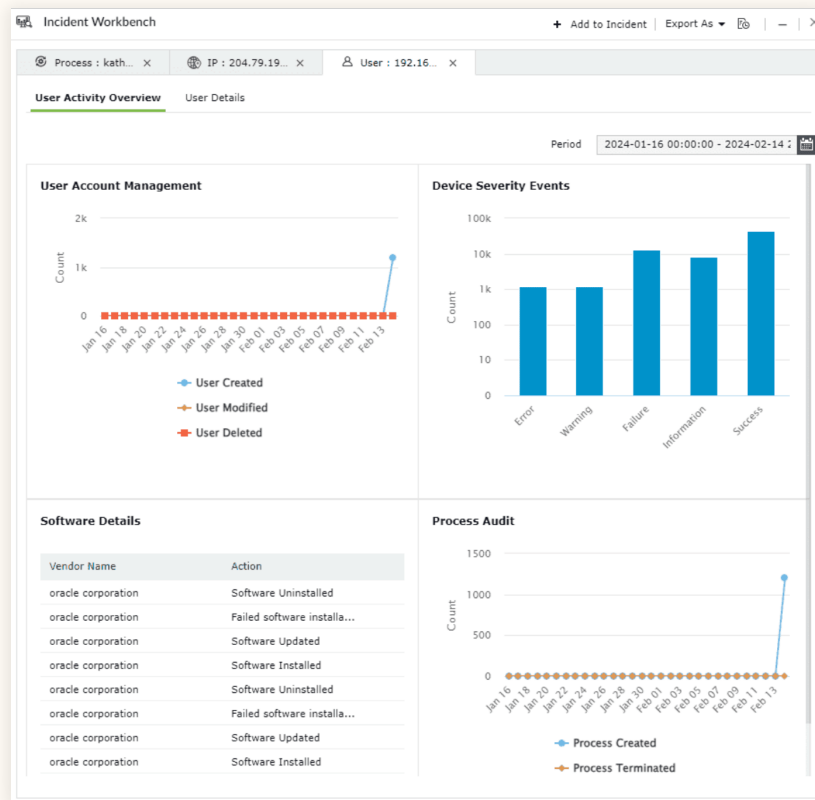 Incident Workbench
+ Add to Incident | Export As
Process : kath... × IP : 204.79.19... × User : 192.16... ×
User Activity Overview User Details
Period 2024-01-16 00:00:00 - 2024-02-14 2
User Account Management
2k
1k
0
Count
Jan 16 Jan 18 Jan 20 Jan 22 Jan 24 Jan 26 Jan 28 Jan 30 Feb 01 Feb 03 Feb 05 Feb 07 Feb 09 Feb 11 Feb 13
User Created
User Modified
User Deleted
Device Severity Events
100k
10k
1k
100
10
0
Count
Error Warning Failure Information Success
Software Details
Vendor Name Action
oracle corporation Software Uninstalled
oracle corporation Failed software installa...
oracle corporation Software Updated
oracle corporation Software Installed
oracle corporation Software Uninstalled
oracle corporation Failed software installa...
oracle corporation Software Updated
oracle corporation Software Installed
Process Audit
1500
1000
500
0
Count
Jan 16 Jan 18 Jan 20 Jan 22 Jan 24 Jan 26 Jan 28 Jan 30 Feb 01 Feb 03 Feb 05 Feb 07 Feb 09 Feb 11 Feb 13
Process Created
Process Terminated